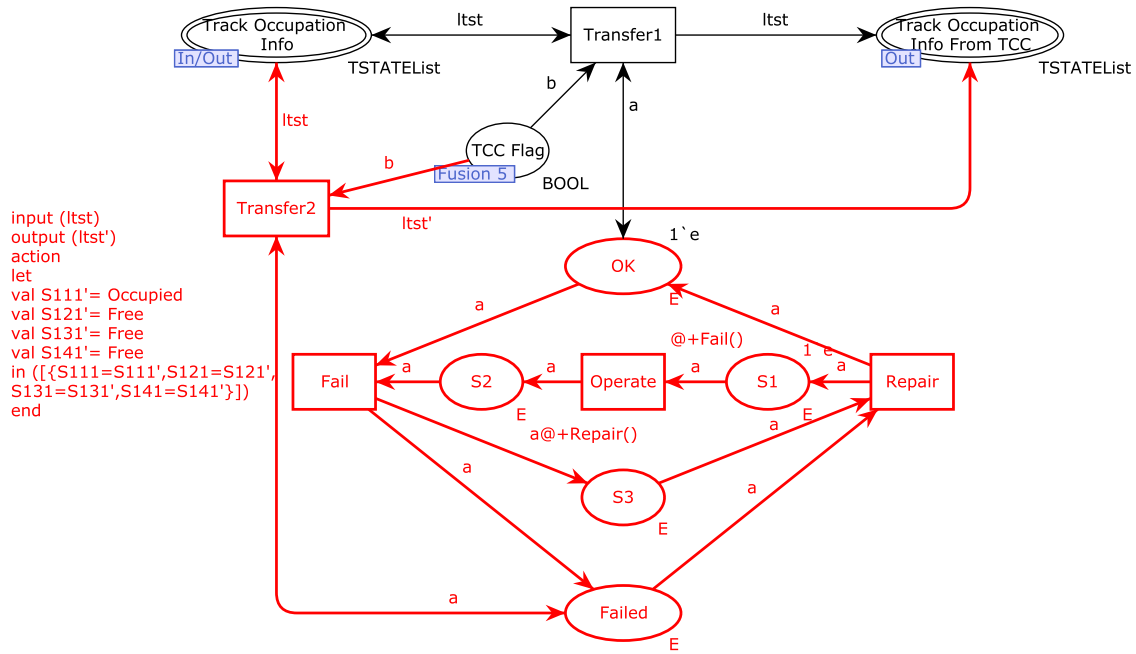 Track Occupation
Info
In/Out
TSTATEList
ltst
Transfer1
ltst
Track Occupation
Info From TCC
Out
TSTATEList
ltst
b
a
TCC Flag
Fusion 5
BOOL
b
Transfer2
ltst'
input (ltst)
output (ltst')
action
let
val S111'= Occupied
val S121'= Free
val S131'= Free
val S141'= Free
in ([{S111=S111',S121=S121',
S131=S131',S141=S141'}])
end
1`e
OK
E
a
a
@+Fail()
1 e
Fail
a
S2
E
a
Operate
a
S1
E
a
Repair
a@+Repair()
a
a
S3
E
a
a
Failed
E